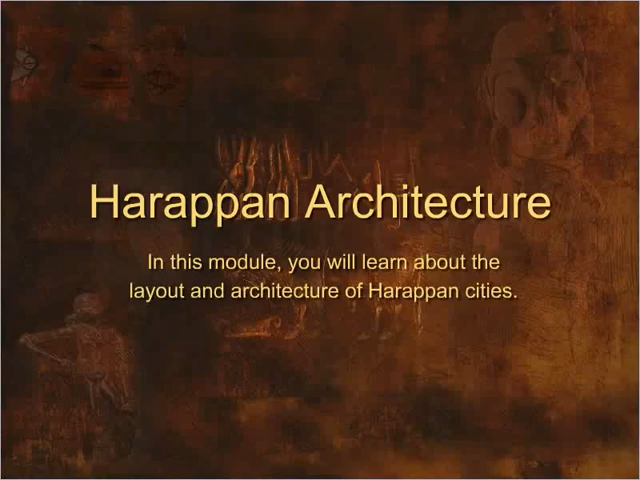 Harappan Architecture
In this module, you will learn about the
layout and architecture of Harappan cities.